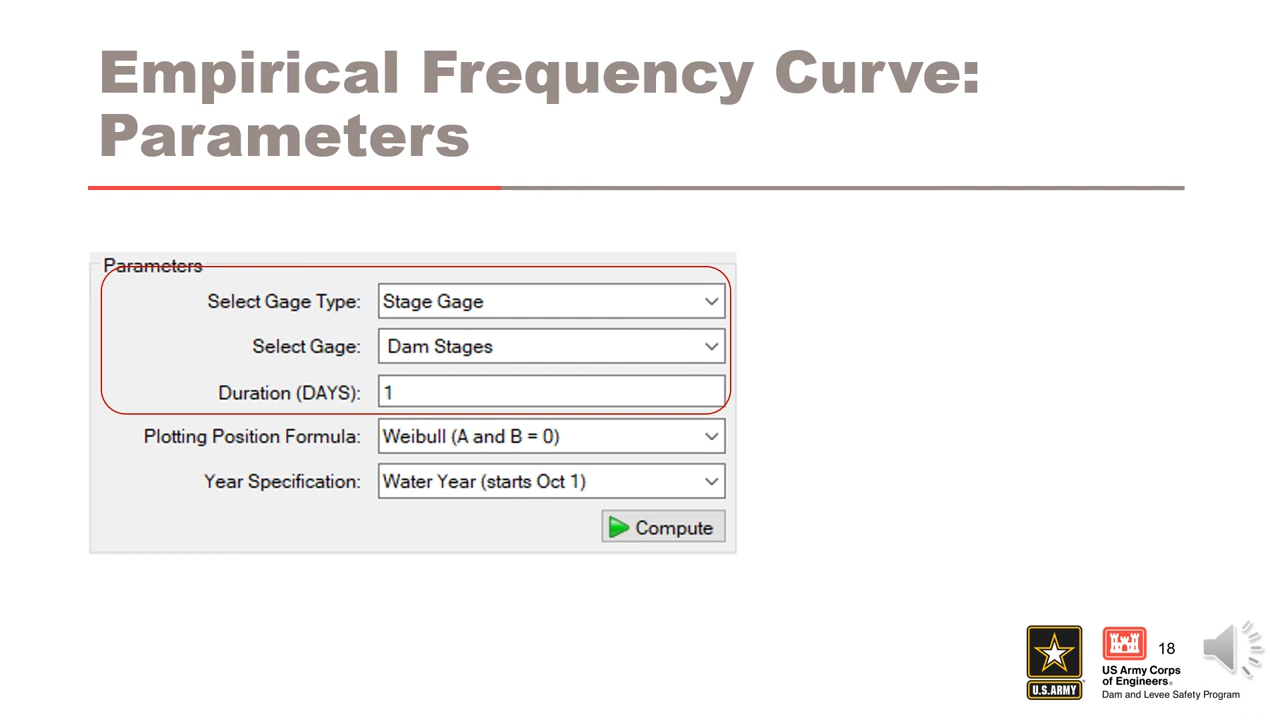 Empirical Frequency Curve:
Parameters
Parameters
Select Gage Type: Stage Gage
Select Gage: Dam Stages
Duration (DAYS): 1
Plotting Position Formula: Weibull (A and B = 0)
Year Specification: Water Year (starts Oct 1)
Compute
U.S.ARMY
US Army Corps
of Engineers®
Dam and Levee Safety Program
18